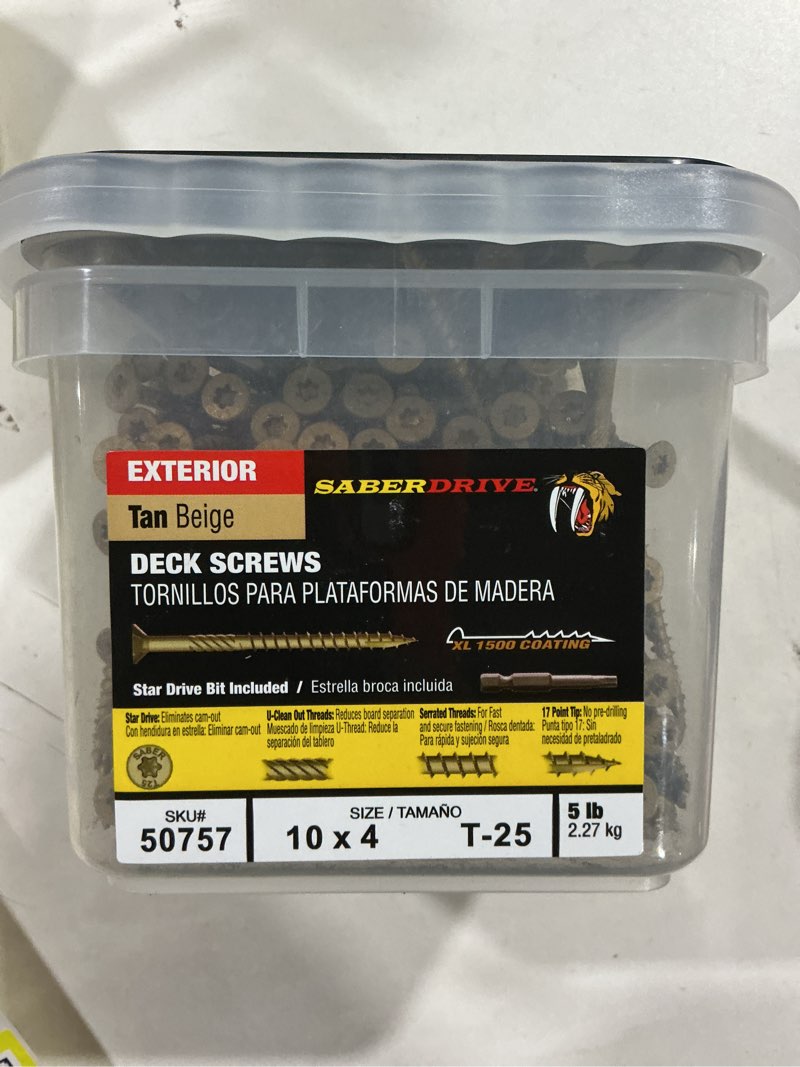 EXTERIOR
SABERDRIVE.
Tan Beige
DECK SCREWS
TORNILLOS PARA PLATAFORMAS DE MADERA
XL 1500 COATING
Star Drive Bit Included / Estrella broca incluida
Star Drive: Eliminates cam-out
Con hendidura en estrella: Eliminar cam-out
SABER
T25
U-Clean Out Threads: Reduces board separation
Muescado de limpieza U-Thread: Reduce la
separación del tablero
Serrated Threads: For Fast
and secure fastening / Rosca dentada:
Para rápida y sujeción segura
17 Point Tip: No pre-drilling
Punta tipo 17: Sin
necesidad de pretaladrado
SKU#
50757
SIZE / TAMAÑO
10 x 4 T-25
5 lb
2.27 kg